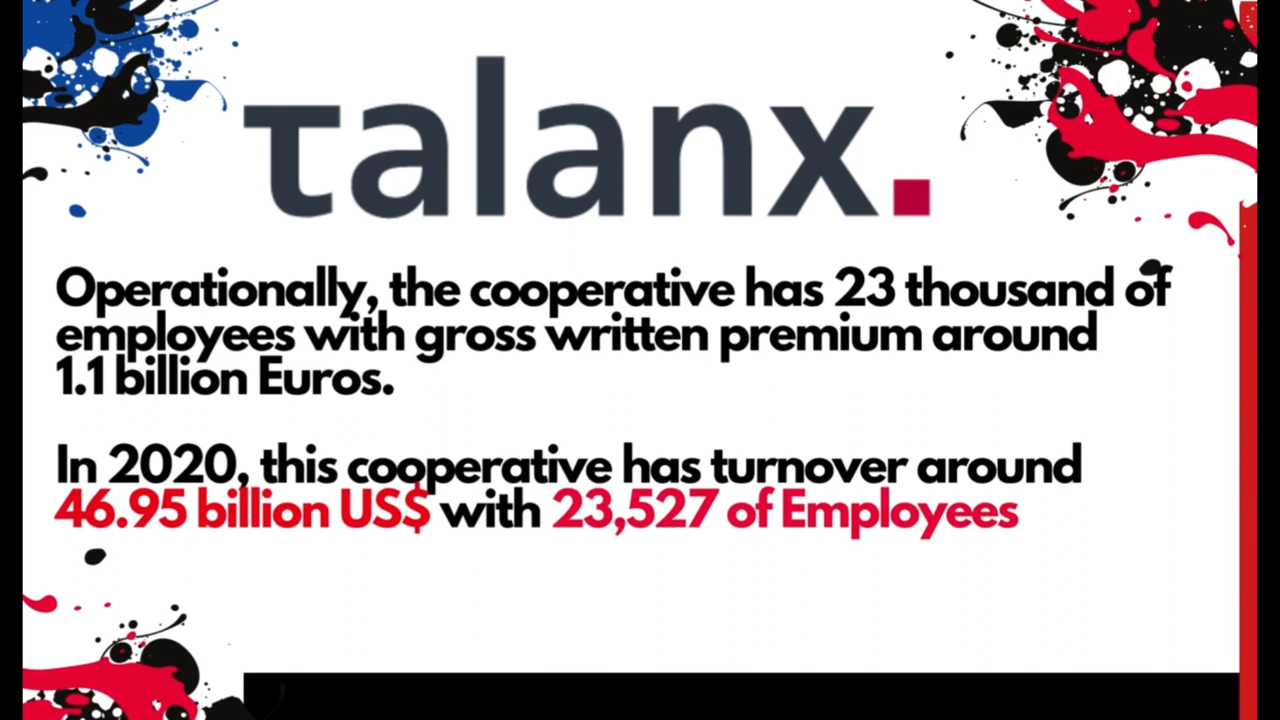 τalanx.
Operationally, the cooperative has 23 thousand of
employees with gross written premium around
1.1 billion Euros.
In 2020, this cooperative has turnover around
46.95 billion US$ with 23,527 of Employees